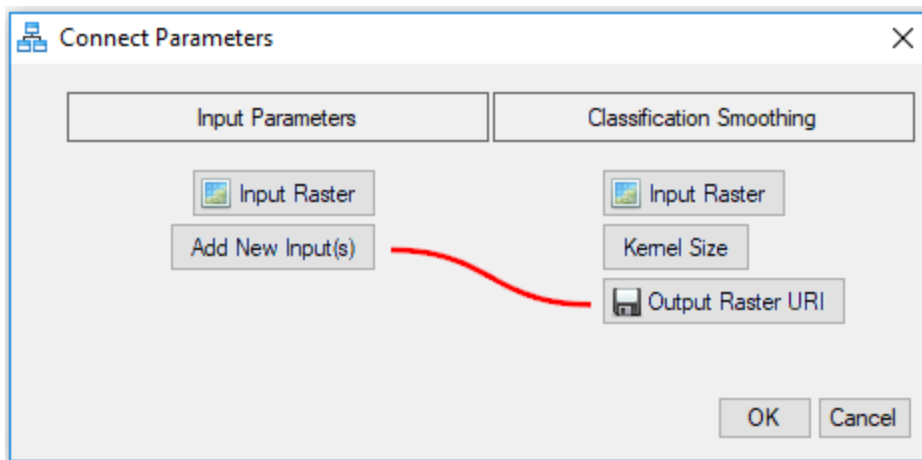 Connect Parameters
Input Parameters
Classification Smoothing
Input Raster
Input Raster
Add New Input(s)
Kernel Size
Output Raster URI
OK
Cancel